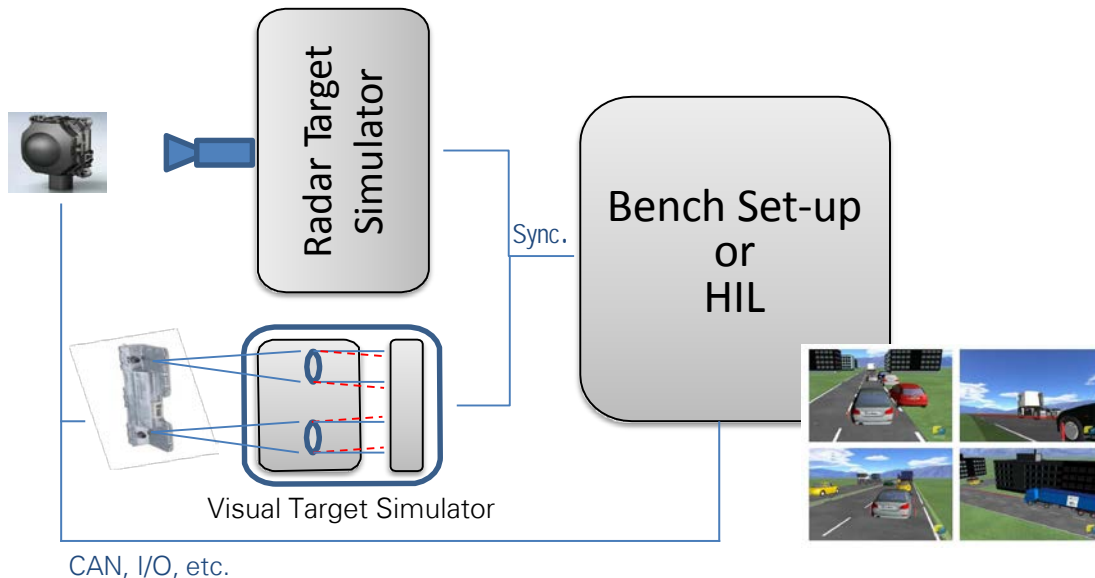 Radar Target
Simulator
Bench Set-up
or
HIL
Sync.
Visual Target Simulator
CAN, I/O, etc.